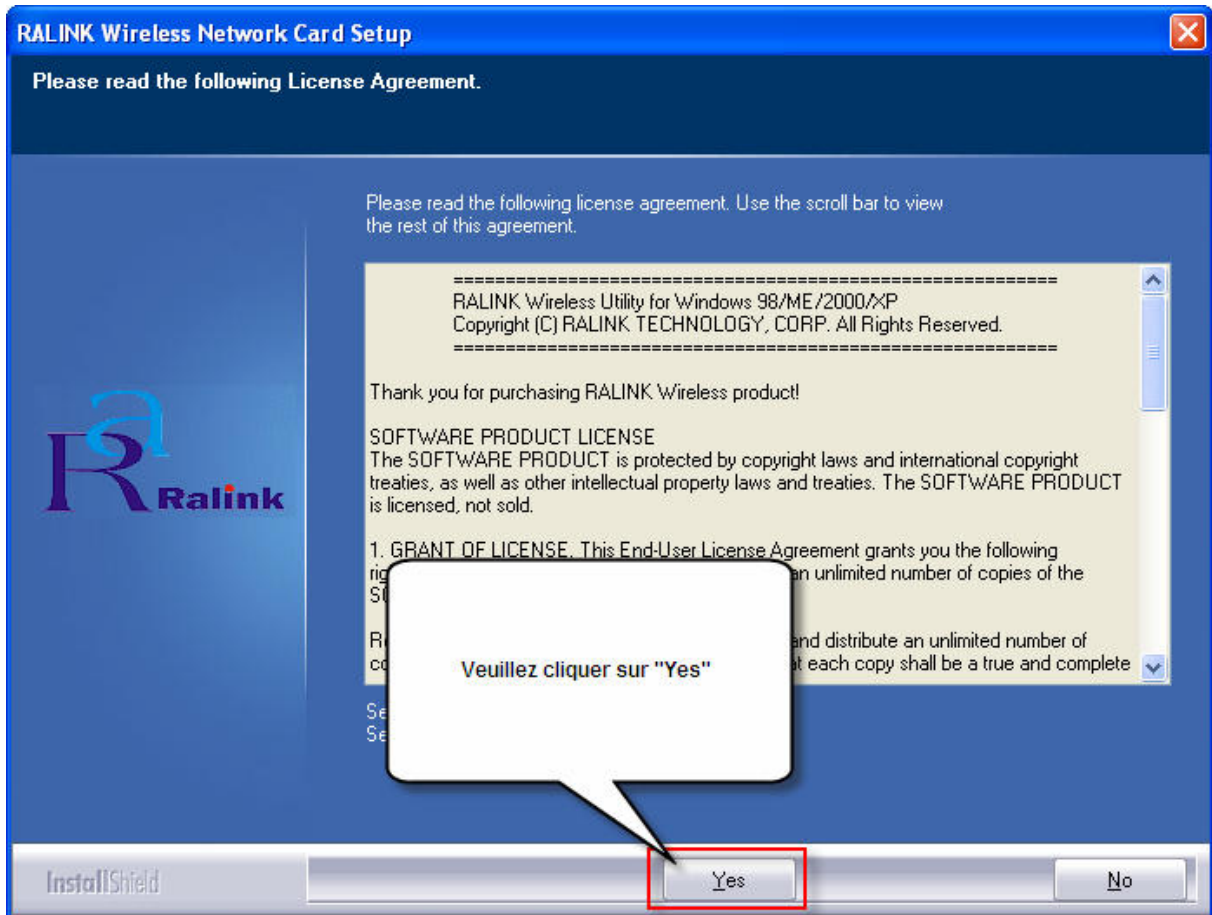 RALINK Wireless Network Card Setup
Please read the following License Agreement.
Please read the following license agreement. Use the scroll bar to view
the rest of this agreement.
============================================================
RALINK Wireless Utility for Windows 98/ME/2000/XP
Copyright (C) RALINK TECHNOLOGY, CORP. All Rights Reserved.
============================================================
Thank you for purchasing RALINK Wireless product!
SOFTWARE PRODUCT LICENSE
The SOFTWARE PRODUCT is protected by copyright laws and international copyright
treaties, as well as other intellectual property laws and treaties. The SOFTWARE PRODUCT
is licensed, not sold.
1. GRANT OF LICENSE. This End-User License Agreement grants you the following
an unlimited number of copies of the
and distribute an unlimited number of
each copy shall be a true and complete
Veuillez cliquer sur "Yes"
Ralink
InstallShield
Yes
No